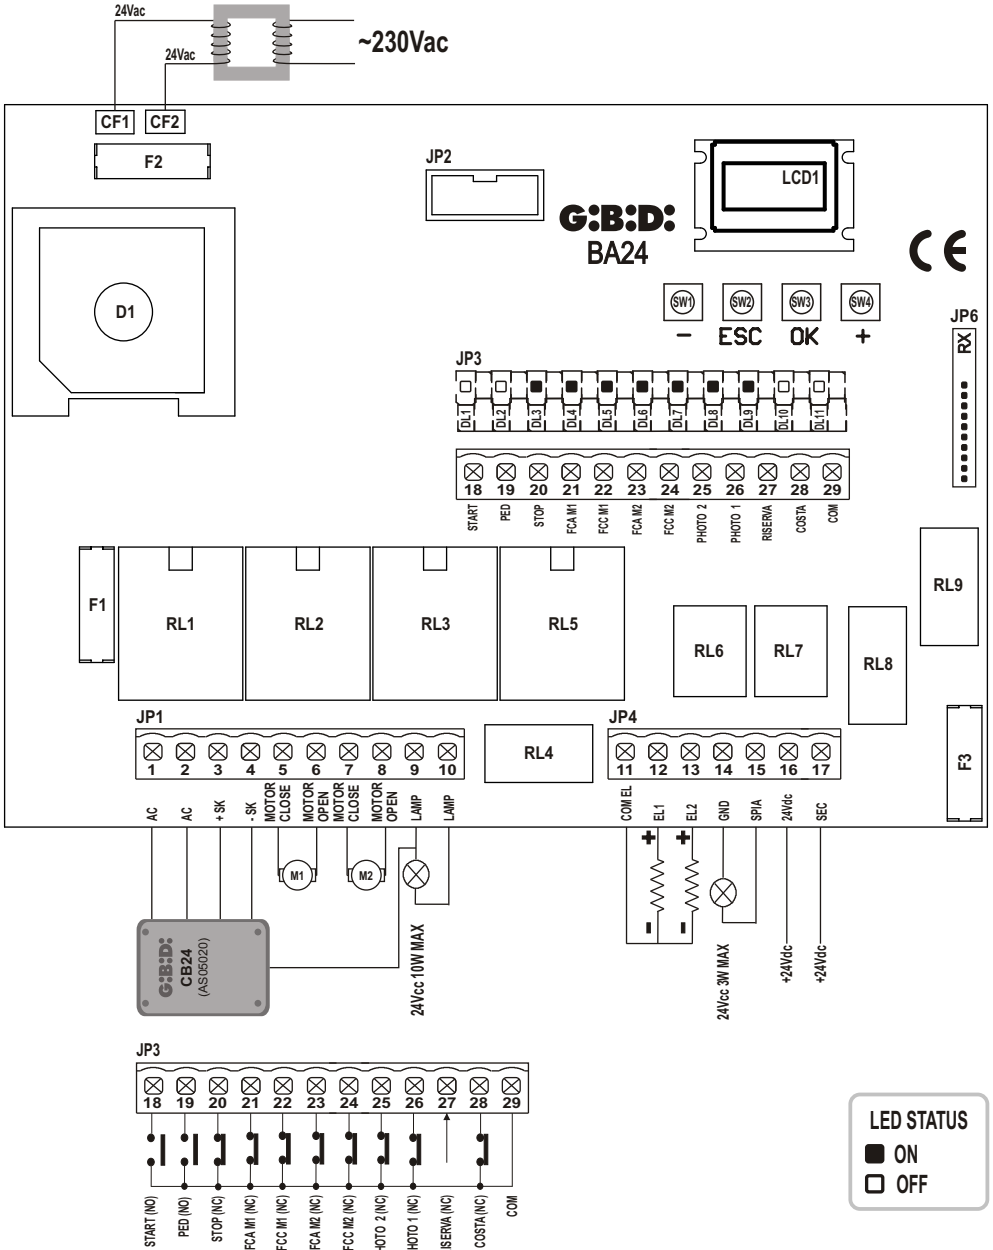 24Vac
24Vac
~230Vac
CF1
CF2
F2
JP2
LCD1
G:B:D:
BA24
CE
D1
SW1
SW2
SW3
SW4
- ESC OK +
JP6
RX
JP3
DL1 DL2 DL3 DL4 DL5 DL6 DL7 DL8 DL9 DL10 DL11
18 19 20 21 22 23 24 25 26 27 28 29
START
PED
STOP
FCA M1
FCC M1
FCA M2
FCC M2
PHOTO 2
PHOTO 1
RISERVA
COSTA
COM
F1
RL1
RL2
RL3
RL5
RL6
RL7
RL8
RL9
RL4
F3
JP1
1 2 3 4 5 6 7 8 9 10
AC
AC
+ SK
- SK
MOTOR
CLOSE
MOTOR
OPEN
MOTOR
CLOSE
MOTOR
OPEN
LAMP
LAMP
JP4
11 12 13 14 15 16 17
COM EL
EL1
EL2
GND
SPIA
24Vdc
SEC
+ +
- -
M1
M2
24Vcc 10W MAX
24Vcc 3W MAX
+24Vdc
+24Vdc
G:B:D:
CB24
(AS05020)
JP3
18 19 20 21 22 23 24 25 26 27 28 29
START (NO)
PED (NO)
STOP (NC)
FCA M1 (NC)
FCC M1 (NC)
FCA M2 (NC)
FCC M2 (NC)
HOTO 2 (NC)
HOTO 1 (NC)
ISERVA (NC)
COSTA (NC)
COM
LED STATUS
ON
OFF